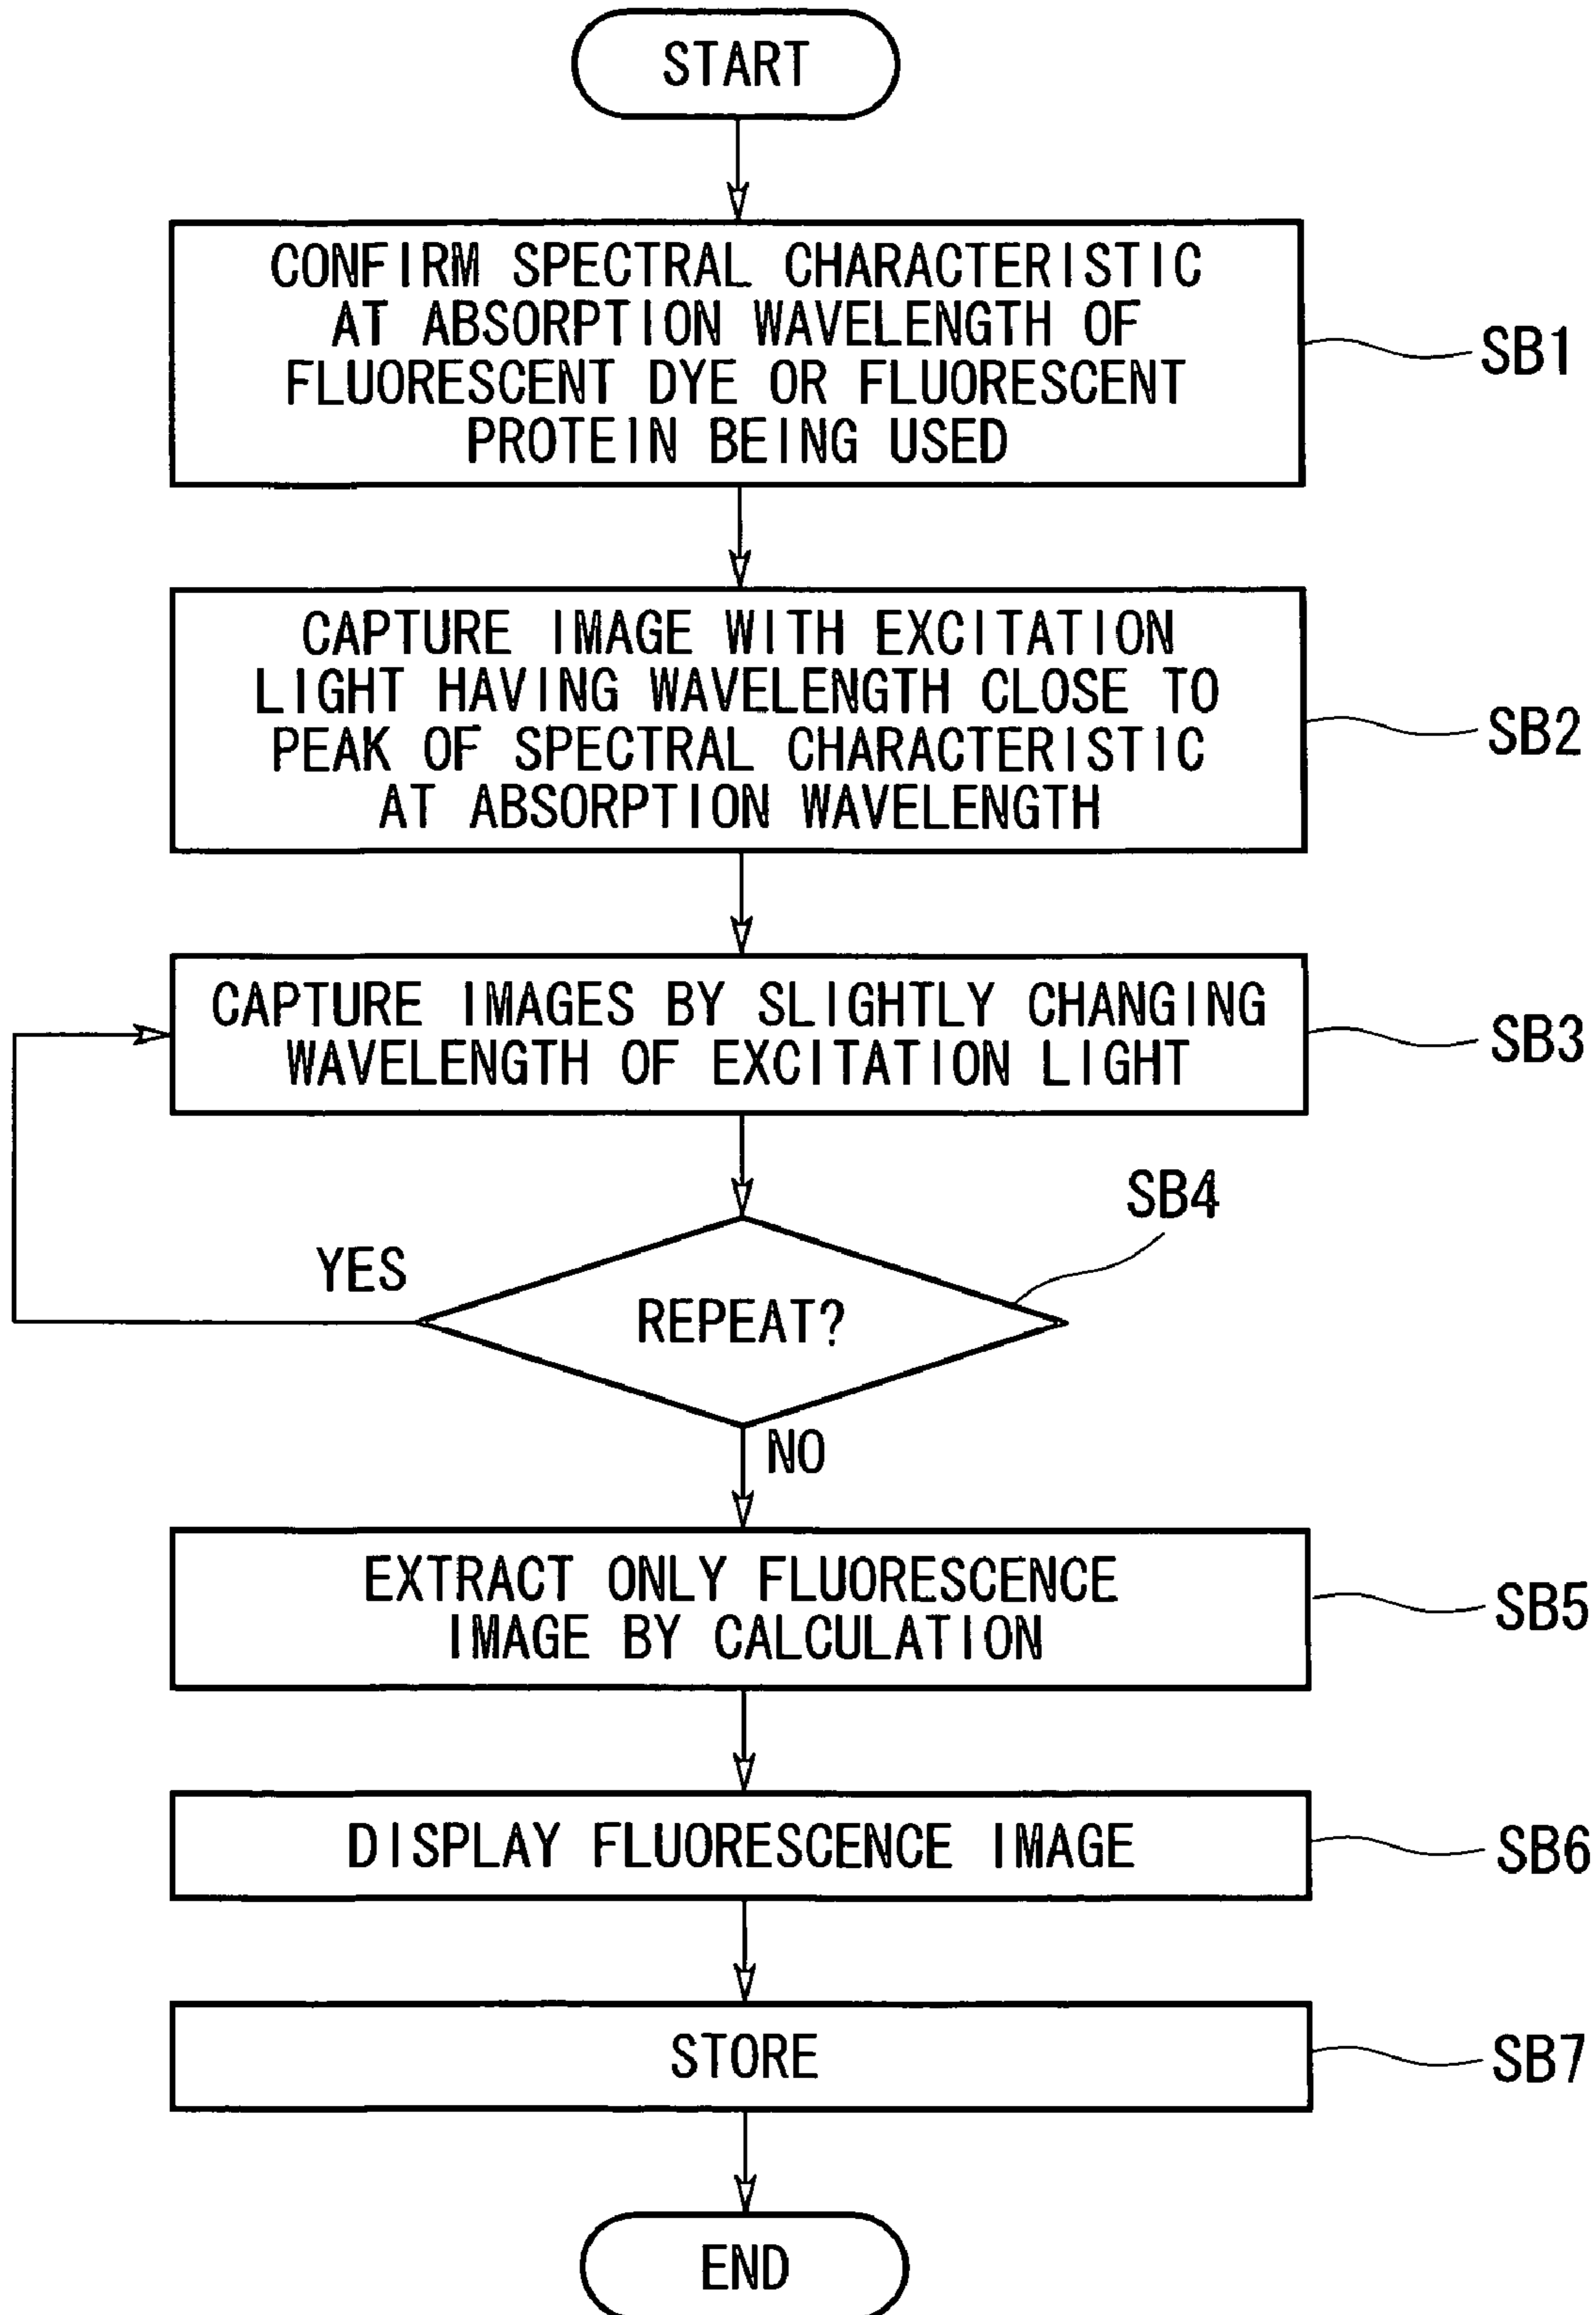 START
CONFIRM SPECTRAL CHARACTERISTIC
AT ABSORPTION WAVELENGTH OF
FLUORESCENT DYE OR FLUORESCENT
PROTEIN BEING USED
SB1
CAPTURE IMAGE WITH EXCITATION
LIGHT HAVING WAVELENGTH CLOSE TO
PEAK OF SPECTRAL CHARACTERISTIC
AT ABSORPTION WAVELENGTH
SB2
CAPTURE IMAGES BY SLIGHTLY CHANGING
WAVELENGTH OF EXCITATION LIGHT
SB3
SB4
YES
REPEAT?
NO
EXTRACT ONLY FLUORESCENCE
IMAGE BY CALCULATION
SB5
DISPLAY FLUORESCENCE IMAGE
SB6
STORE
SB7
END